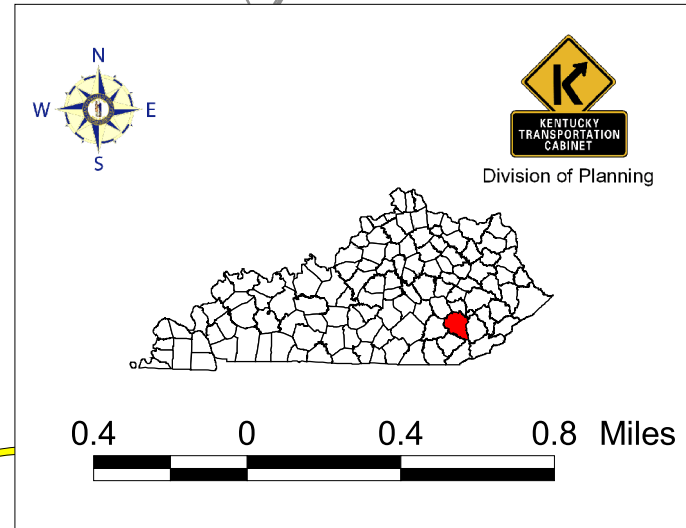 N
W E
S
KENTUCKY
TRANSPORTATION
CABINET
Division of Planning
0.4 0 0.4 0.8 Miles